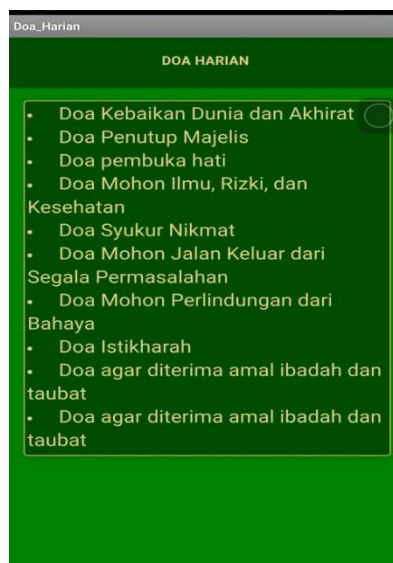 Doa_Harian
DOA HARIAN
• Doa Kebaikan Dunia dan Akhirat
• Doa Penutup Majelis
• Doa pembuka hati
• Doa Mohon Ilmu, Rizki, dan
Kesehatan
• Doa Syukur Nikmat
• Doa Mohon Jalan Keluar dari
Segala Permasalahan
• Doa Mohon Perlindungan dari
Bahaya
• Doa Istikharah
• Doa agar diterima amal ibadah dan
taubat
• Doa agar diterima amal ibadah dan
taubat